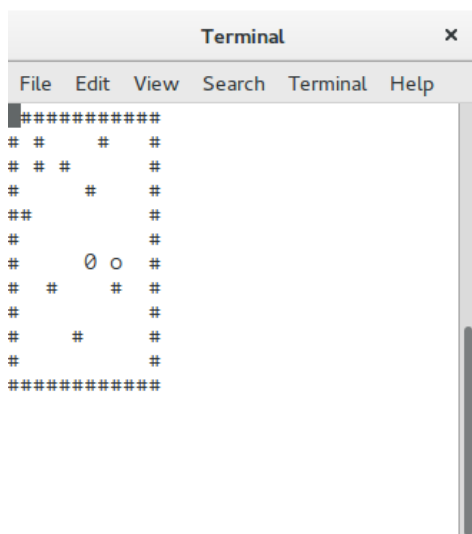 Terminal ×
File Edit View Search Terminal Help
 ###########
# #    #   #
# # #      #
#     #    #
##         #
#          #
#     0 o  #
#  #    #  #
#          #
#    #     #
#          #
############